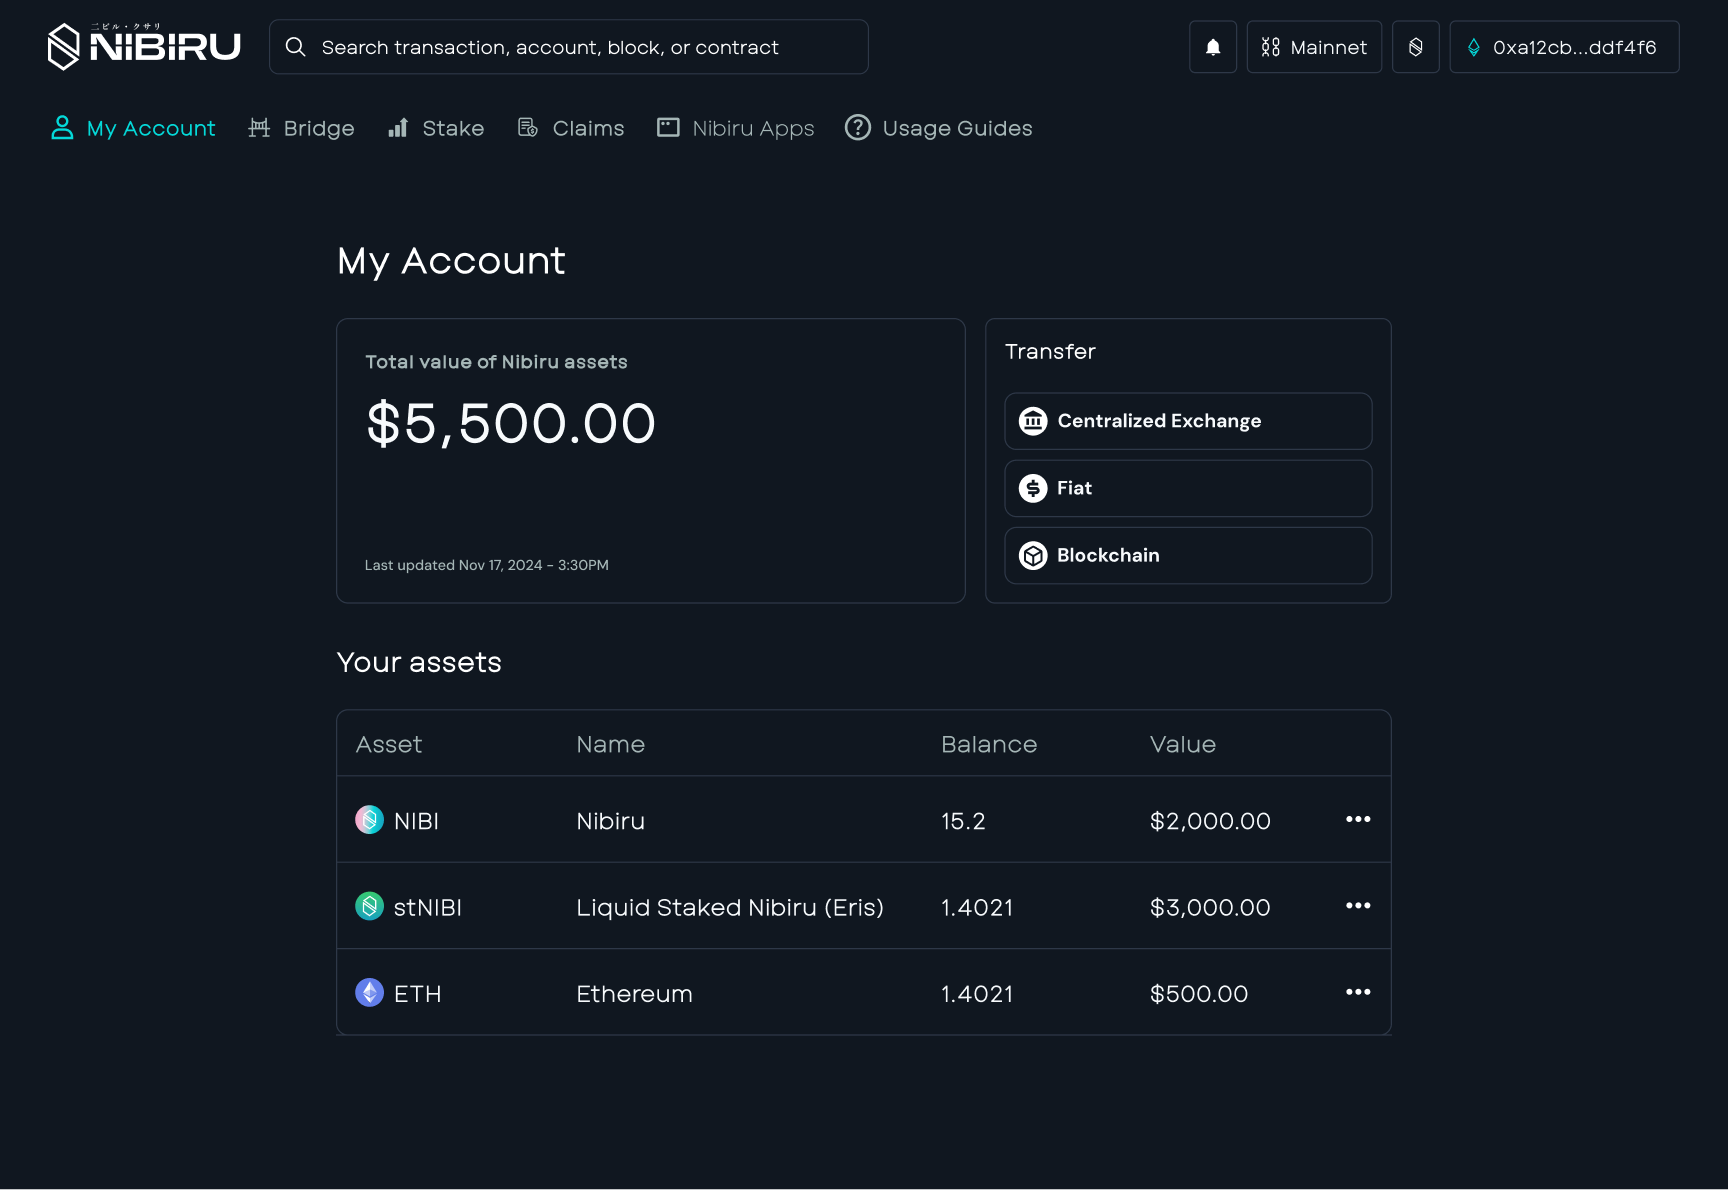 ニビル・クサリ
NIBIRU
Search transaction, account, block, or contract
Mainnet
0xa12cb...ddf4f6
My Account
Bridge
Stake
Claims
Nibiru Apps
Usage Guides
My Account
Total value of Nibiru assets
$5,500.00
Last updated Nov 17, 2024 - 3:30PM
Transfer
Centralized Exchange
Fiat
Blockchain
Your assets
Asset Name Balance Value
NIBI Nibiru 15.2 $2,000.00
stNIBI Liquid Staked Nibiru (Eris) 1.4021 $3,000.00
ETH Ethereum 1.4021 $500.00